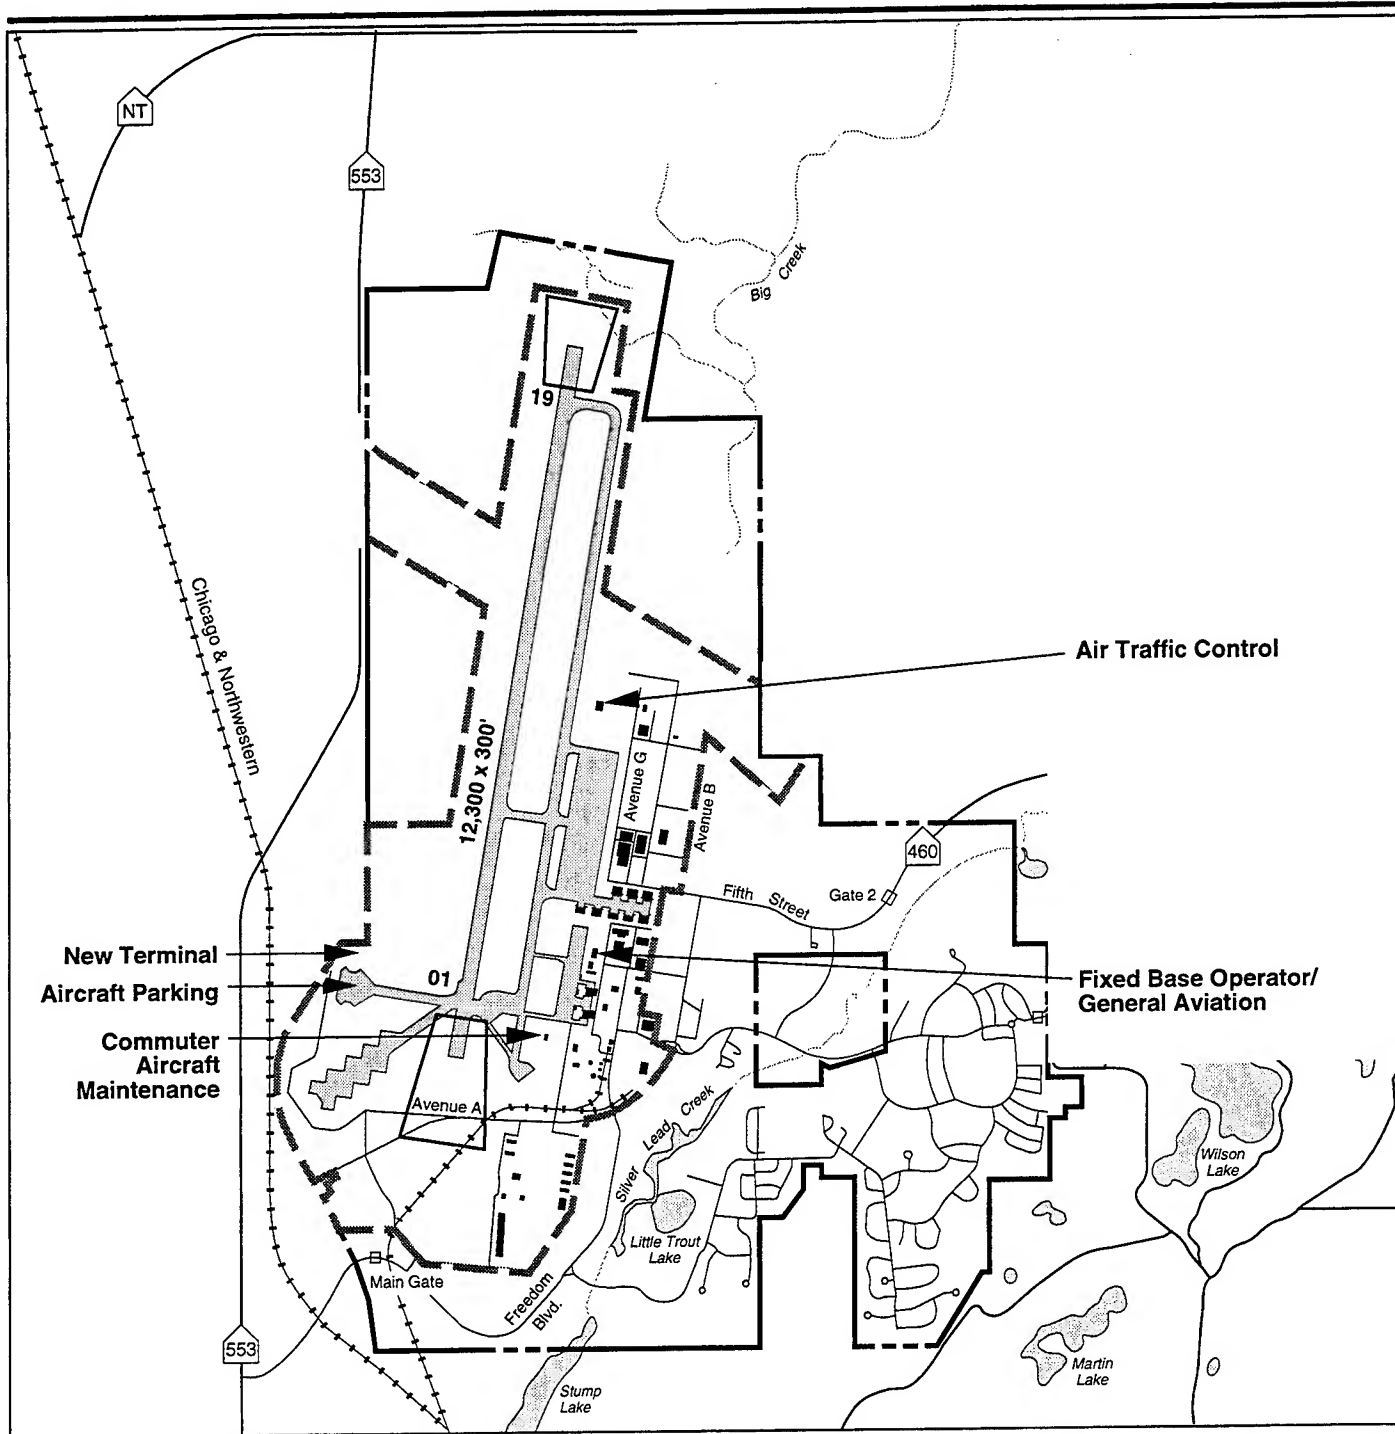 NT
553
Big Creek
19
Chicago & Northwestern
Air Traffic Control
12,300 x 300'
Avenue G
Avenue B
460
Fifth Street
Gate 2
New Terminal
01
Aircraft Parking
Fixed Base Operator/
General Aviation
Commuter
Aircraft
Maintenance
Avenue A
Silver Lead Creek
Wilson
Lake
Little Trout
Lake
Main Gate
Freedom
Blvd.
553
Stump
Lake
Martin
Lake